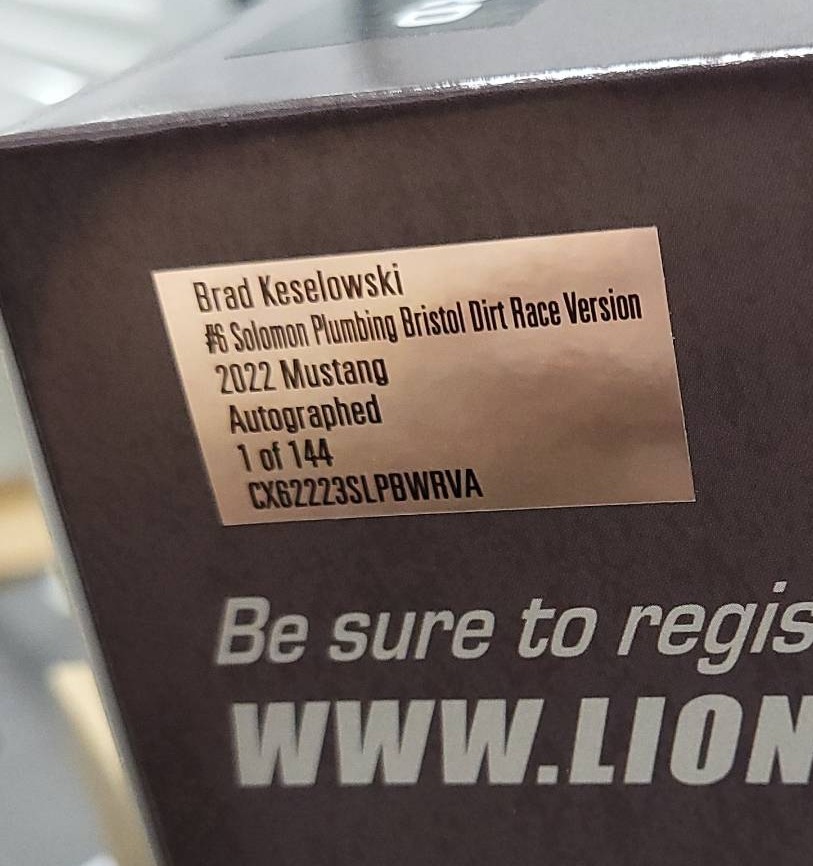 Brad Keselowski
#6 Solomon Plumbing Bristol Dirt Race Version
2022 Mustang
Autographed
1 of 144
CX62223SLPBWRVA
Be sure to regis
WWW.LION